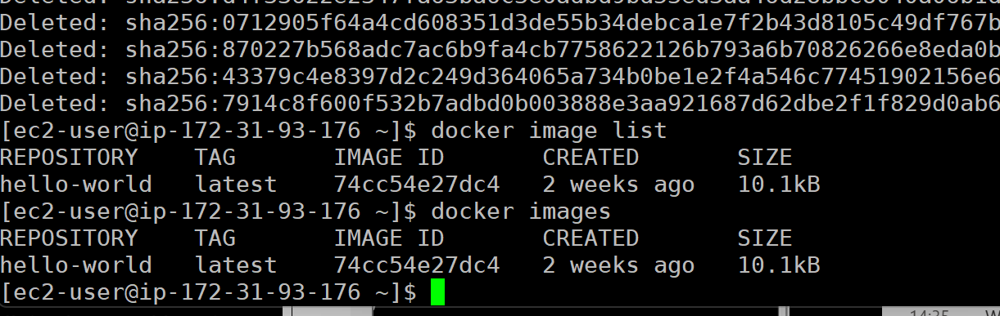 Deleted: sha256:0712905f64a4cd608351d3de55b34debca1e7f2b43d8105c49df767b
Deleted: sha256:870227b568adc7ac6b9fa4cb7758622126b793a6b70826266e8eda0b
Deleted: sha256:43379c4e8397d2c249d364065a734b0be1e2f4a546c77451902156e6
Deleted: sha256:7914c8f600f532b7adbd0b003888e3aa921687d62dbe2f1f829d0ab6
[ec2-user@ip-172-31-93-176 ~]$ docker image list
REPOSITORY TAG IMAGE ID CREATED SIZE
hello-world latest 74cc54e27dc4 2 weeks ago 10.1kB
[ec2-user@ip-172-31-93-176 ~]$ docker images
REPOSITORY TAG IMAGE ID CREATED SIZE
hello-world latest 74cc54e27dc4 2 weeks ago 10.1kB
[ec2-user@ip-172-31-93-176 ~]$